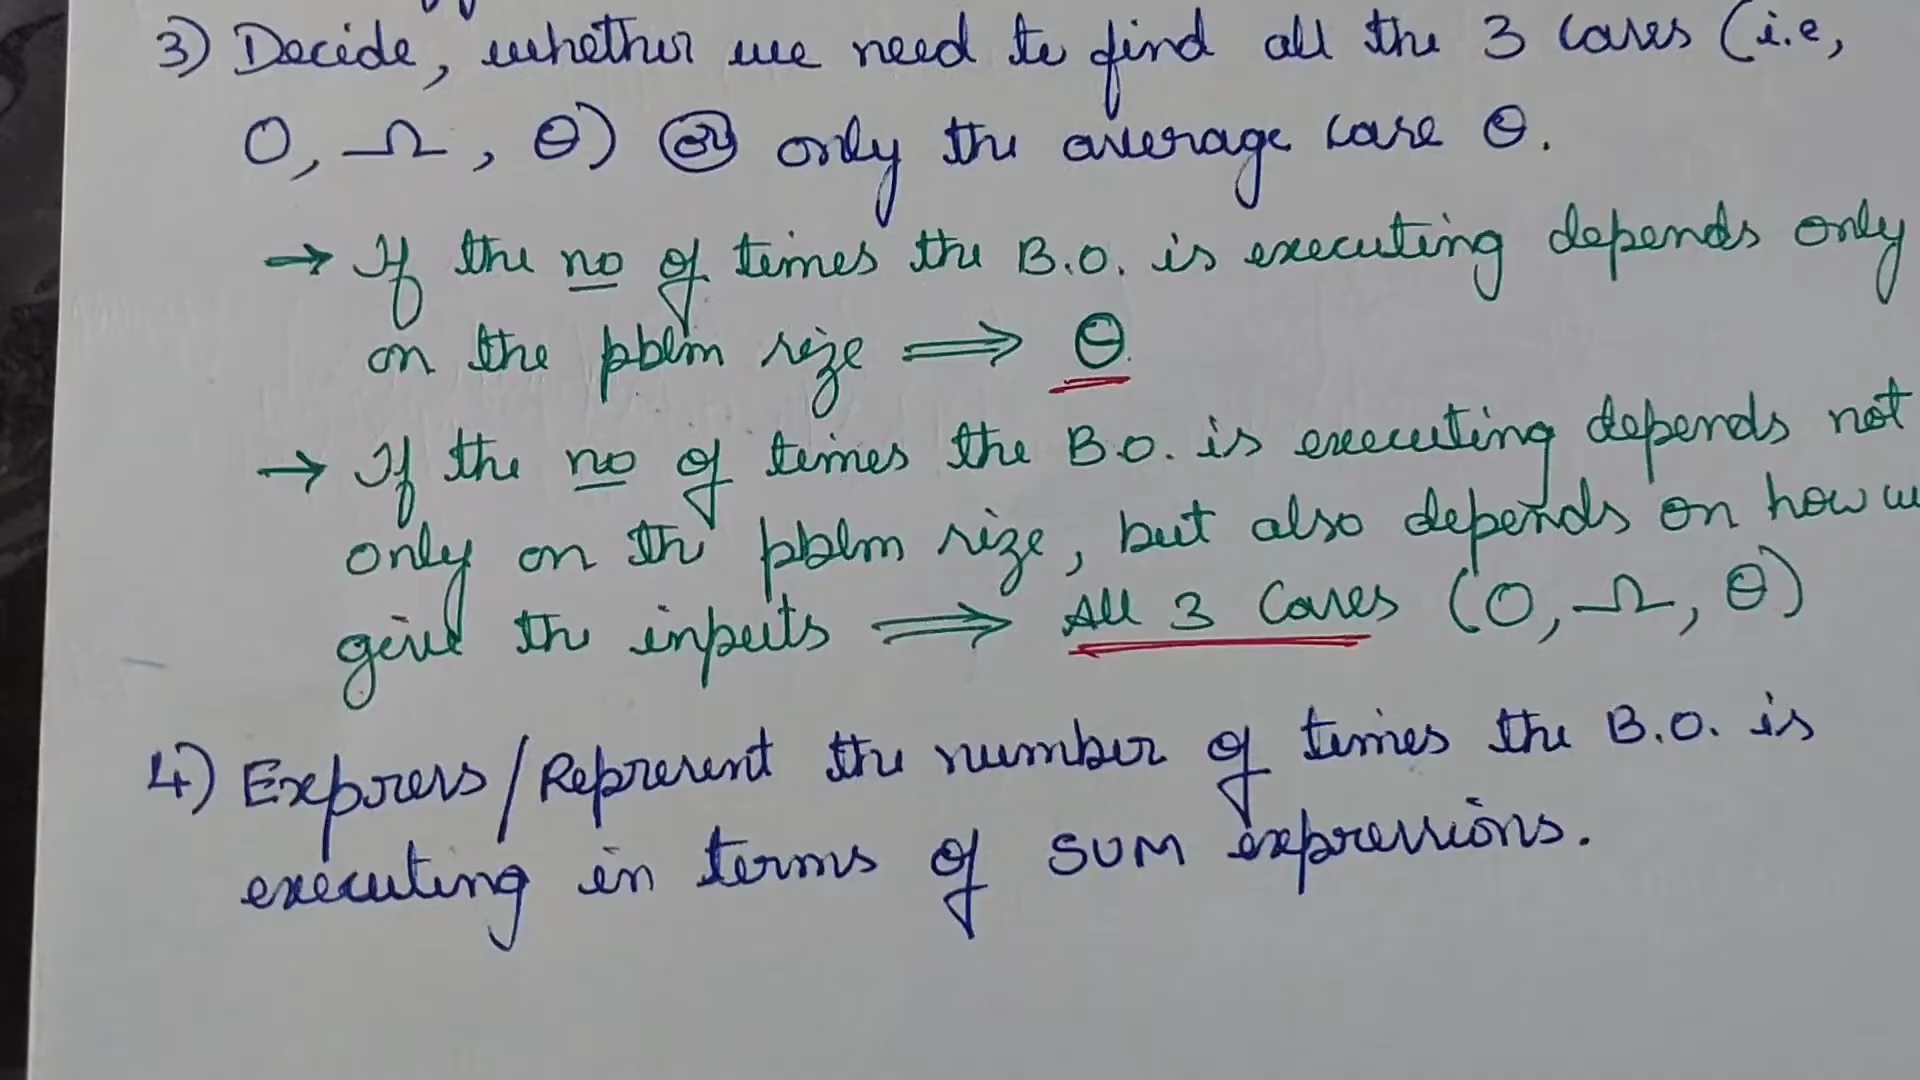 3) Decide, whether we need to find all the 3 cases (i.e,
O, Ω, Θ) or only the average case Θ.
→ If the no of times the B.O. is executing depends only
on the pblm size ⟹ Θ
→ If the no of times the B.O. is executing depends not
only on the pblm size, but also depends on how w
give the inputs ⟹ All 3 Cases (O, Ω, Θ)
4) Express/Represent the number of times the B.O. is
executing in terms of SUM expressions.